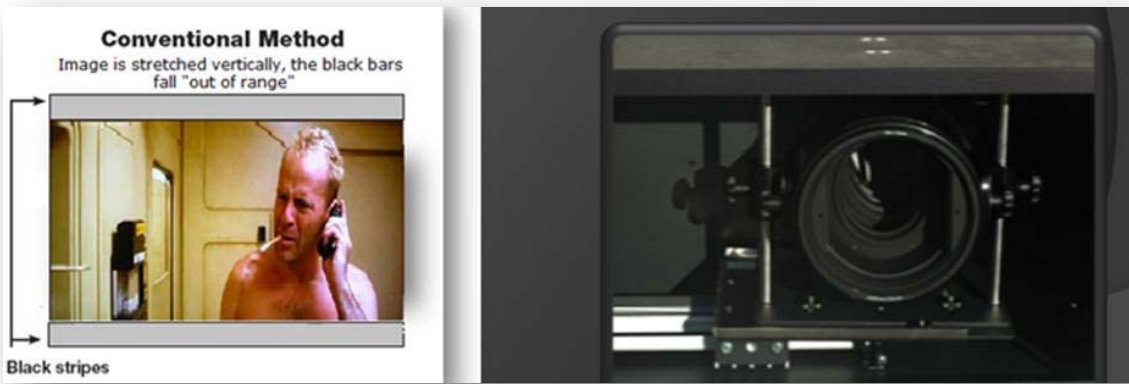 Conventional Method
Image is stretched vertically, the black bars
fall "out of range"
Black stripes